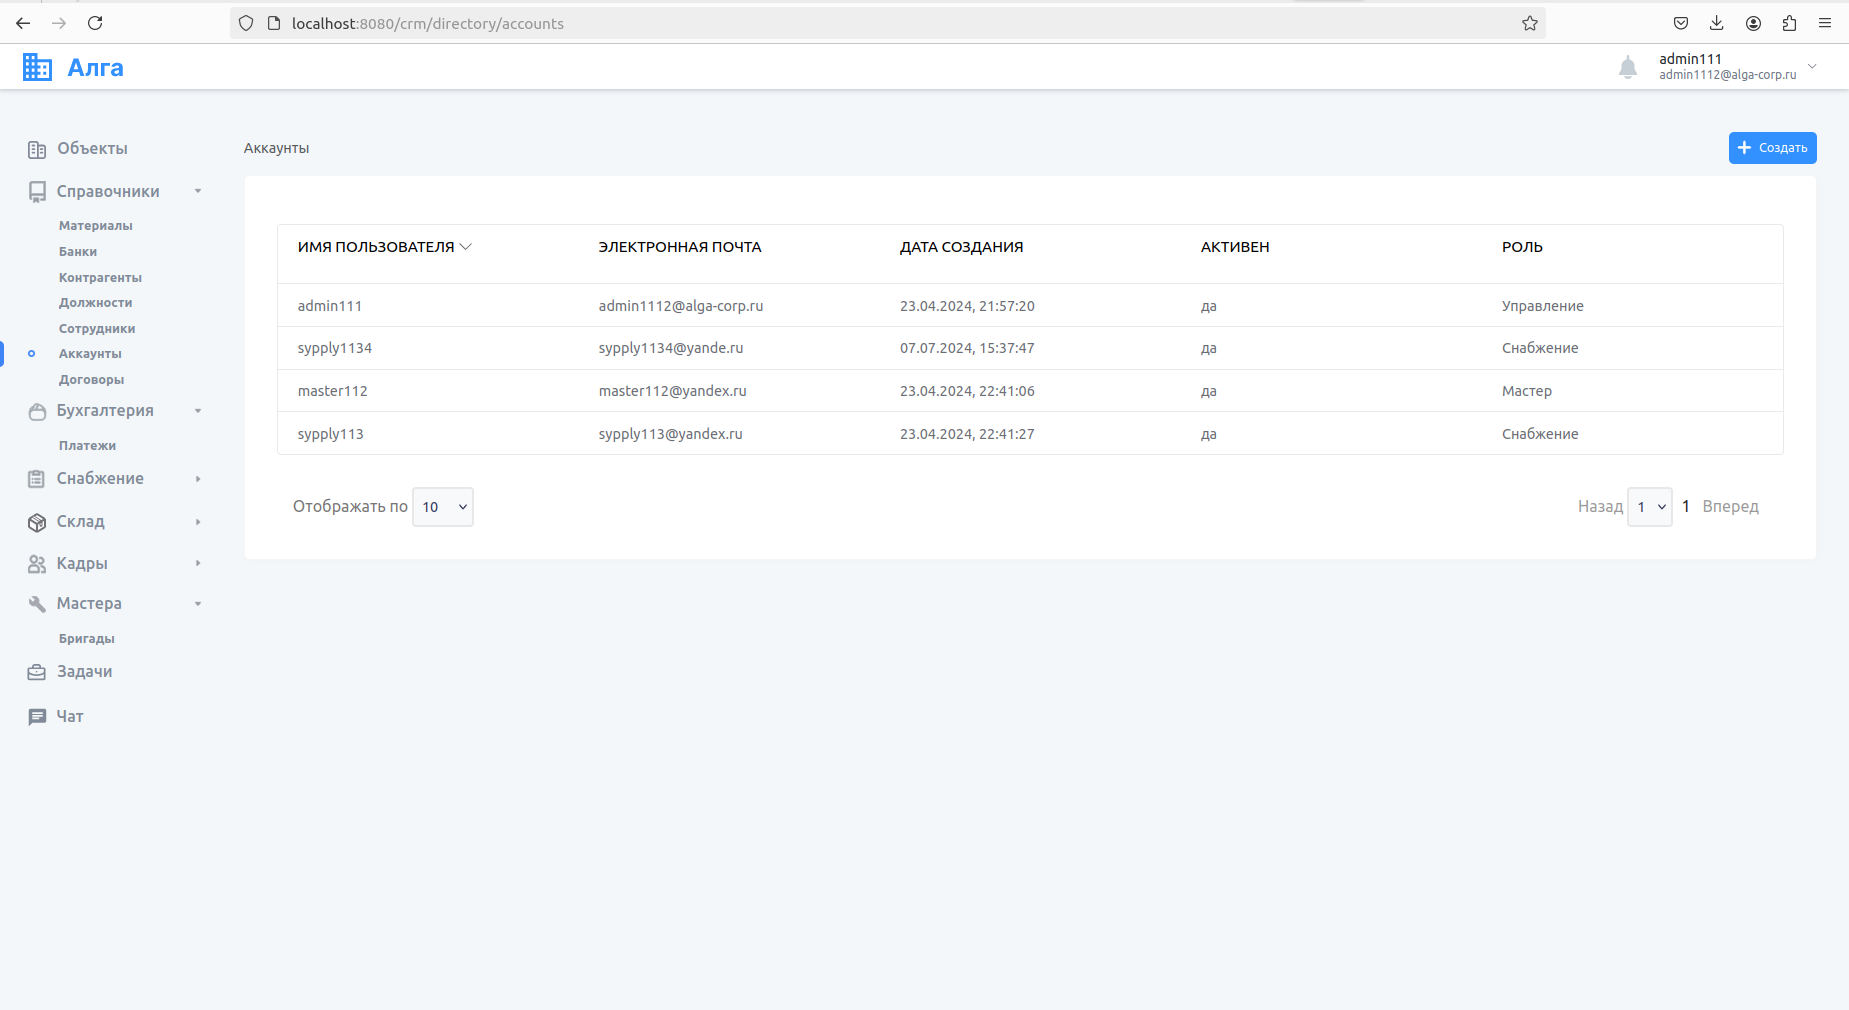 localhost:8080/crm/directory/accounts
Алга
admin111
admin1112@alga-corp.ru
Объекты
Справочники
Материалы
Банки
Контрагенты
Должности
Сотрудники
Аккаунты
Договоры
Бухгалтерия
Платежи
Снабжение
Склад
Кадры
Мастера
Бригады
Задачи
Чат
Аккаунты
Создать
ИМЯ ПОЛЬЗОВАТЕЛЯ ЭЛЕКТРОННАЯ ПОЧТА ДАТА СОЗДАНИЯ АКТИВЕН РОЛЬ
admin111 admin1112@alga-corp.ru 23.04.2024, 21:57:20 да Управление
sypply1134 sypply1134@yande.ru 07.07.2024, 15:37:47 да Снабжение
master112 master112@yandex.ru 23.04.2024, 22:41:06 да Мастер
sypply113 sypply113@yandex.ru 23.04.2024, 22:41:27 да Снабжение
Отображать по 10 Назад 1 1 Вперед